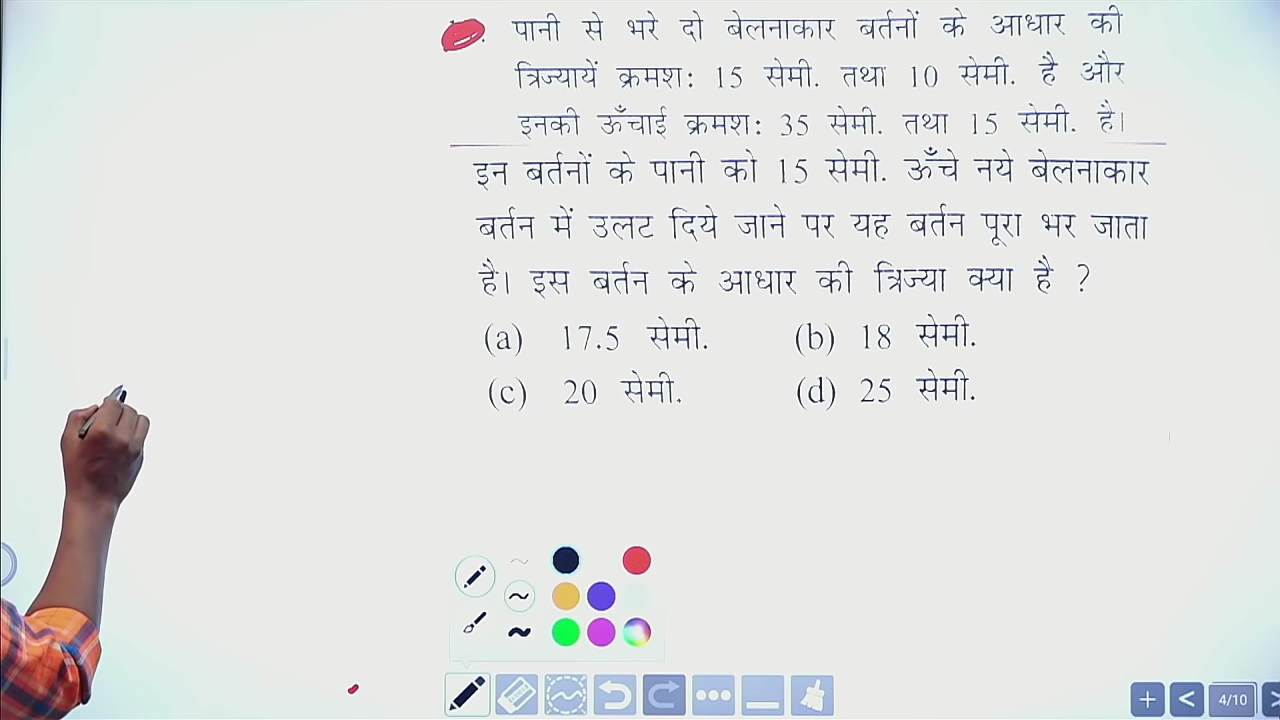 पानी से भरे दो बेलनाकार बर्तनों के आधार की
त्रिज्यायें क्रमश: 15 सेमी. तथा 10 सेमी. है और
इनकी ऊँचाई क्रमश: 35 सेमी. तथा 15 सेमी. है।
इन बर्तनों के पानी को 15 सेमी. ऊँचे नये बेलनाकार
बर्तन में उलट दिये जाने पर यह बर्तन पूरा भर जाता
है। इस बर्तन के आधार की त्रिज्या क्या है ?
(a) 17.5 सेमी. (b) 18 सेमी.
(c) 20 सेमी. (d) 25 सेमी.
4/10